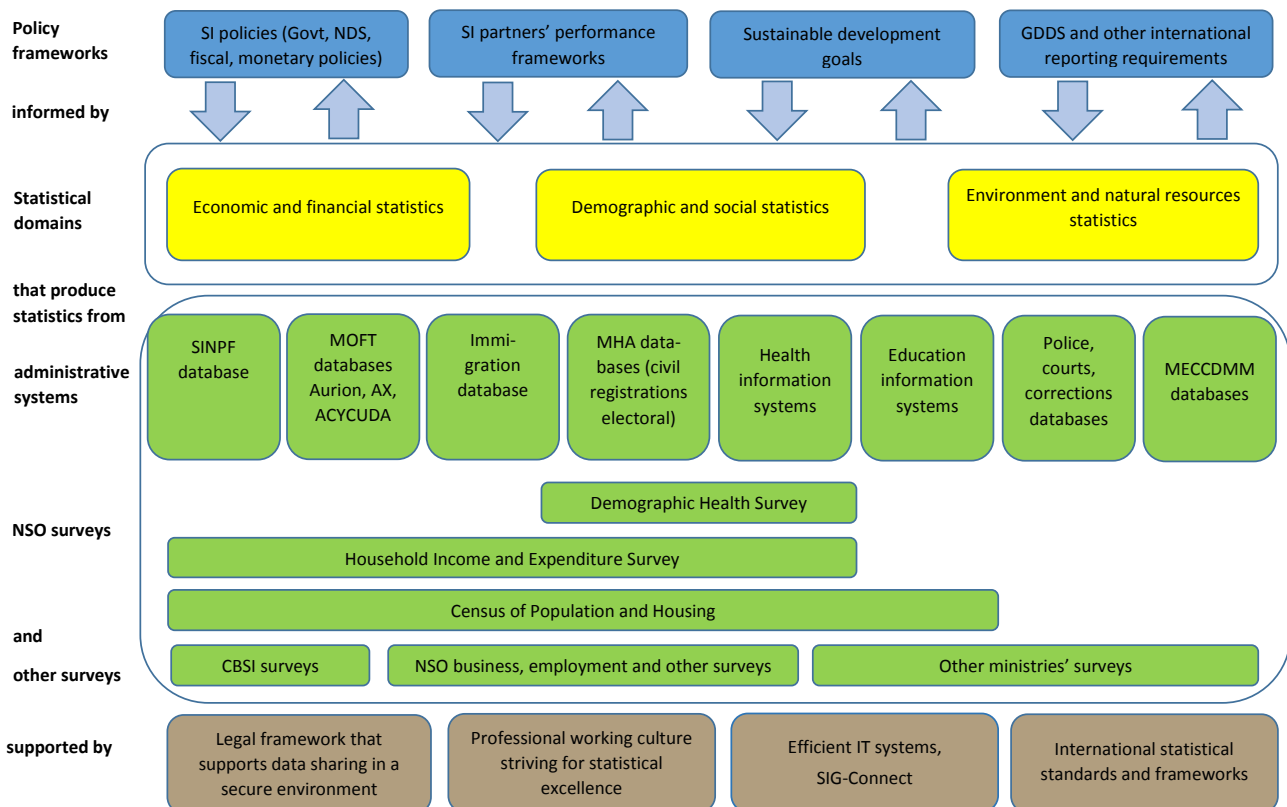 Policy
frameworks
SI policies (Govt, NDS,
fiscal, monetary policies)
SI partners' performance
frameworks
Sustainable development
goals
GDDS and other international
reporting requirements
informed by
Statistical
domains
Economic and financial statistics
Demographic and social statistics
Environment and natural resources
statistics
that produce
statistics from
administrative
systems
SINPF
database
MOFT
databases
Aurion, AX,
ACYCUDA
Immi-
gration
database
MHA data-
bases (civil
registrations
electoral)
Health
information
systems
Education
information
systems
Police,
courts,
corrections
databases
MECCDMM
databases
NSO surveys
Demographic Health Survey
Household Income and Expenditure Survey
Census of Population and Housing
and
other surveys
CBSI surveys
NSO business, employment and other surveys
Other ministries' surveys
supported by
Legal framework that
supports data sharing in a
secure environment
Professional working culture
striving for statistical
excellence
Efficient IT systems,
SIG-Connect
International statistical
standards and frameworks